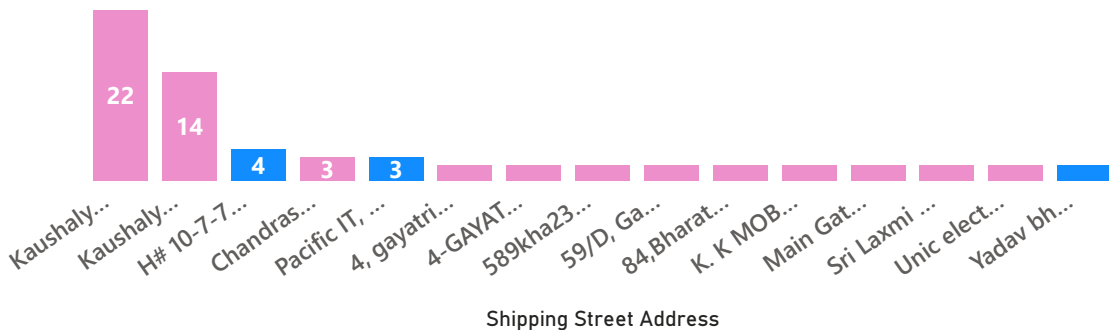 22
14
4
3
3
Kaushaly...
Kaushaly...
H# 10-7-7...
Chandras...
Pacific IT, ...
4, gayatri...
4-GAYAT...
589kha23...
59/D, Ga...
84,Bharat...
K. K MOB...
Main Gat...
Sri Laxmi ...
Unic elect...
Yadav bh...
Shipping Street Address